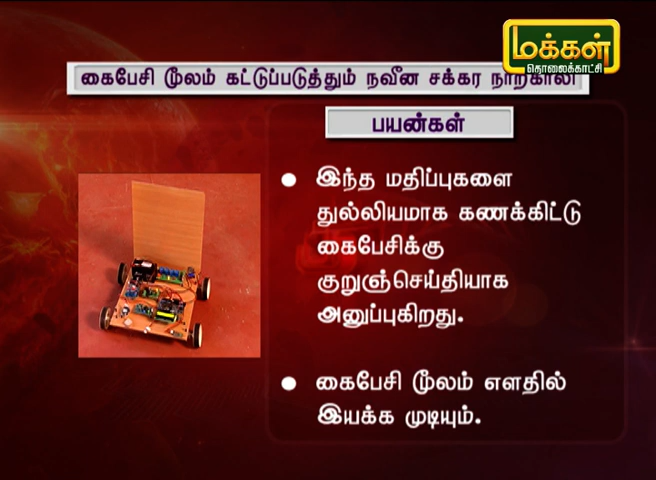 மக்கள்
தொலைக்காட்சி
கைபேசி மூலம் கட்டுப்படுத்தும் நவீன சக்கர நாற்காலி
பயன்கள்
இந்த மதிப்புகளை
துல்லியமாக கணக்கிட்டு
கைபேசிக்கு
குறுஞ்செய்தியாக
அனுப்புகிறது.
கைபேசி மூலம் எளதில்
இயக்க முடியும்.